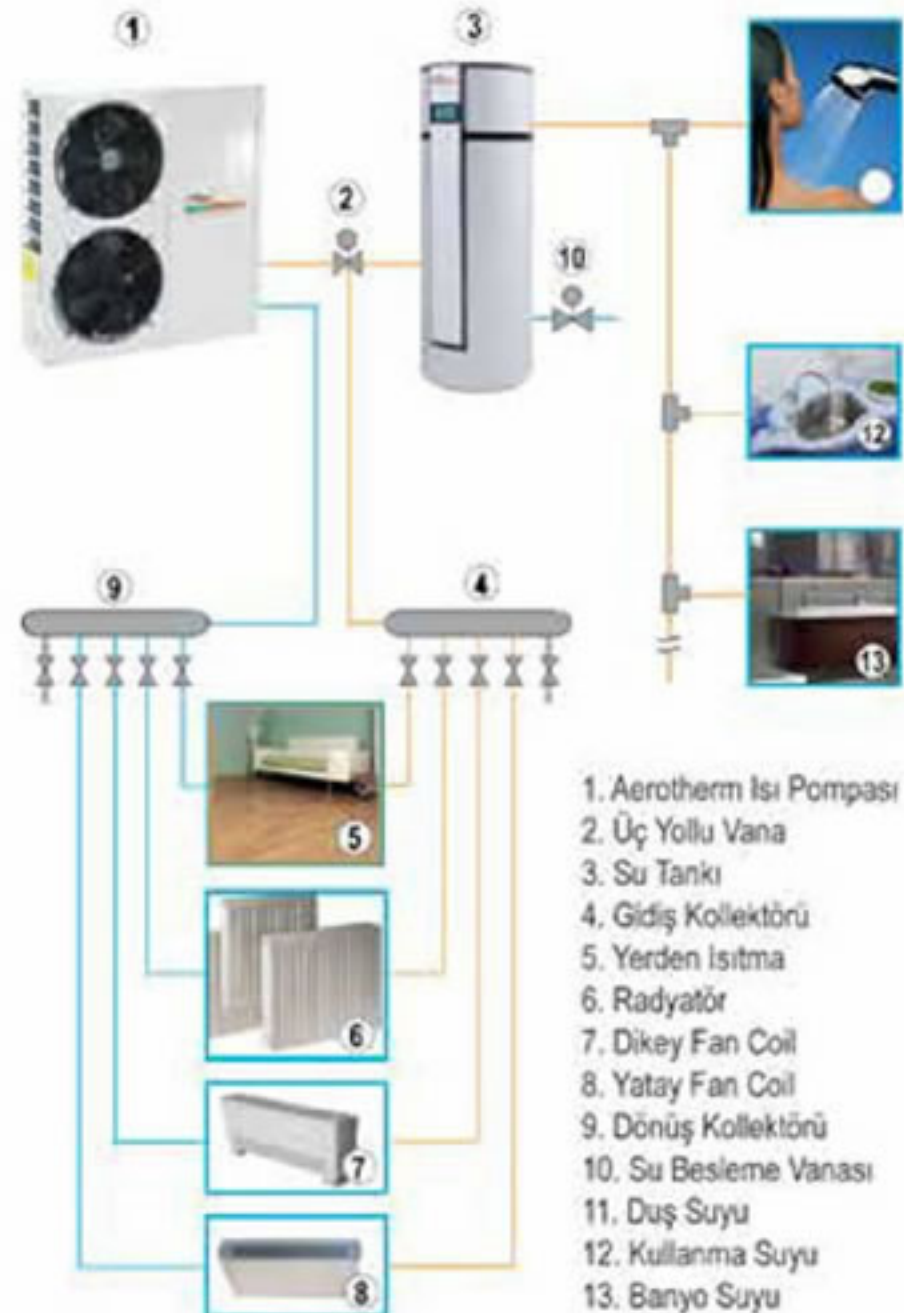 1
3
2
10
12
9
4
13
5
6
7
8
1. Aerotherm Isı Pompası
2. Üç Yollu Vana
3. Su Tankı
4. Gidiş Kollektörü
5. Yerden Isıtma
6. Radyatör
7. Dikey Fan Coil
8. Yatay Fan Coil
9. Dönüş Kollektörü
10. Su Besleme Vanası
11. Duş Suyu
12. Kullanma Suyu
13. Banyo Suyu